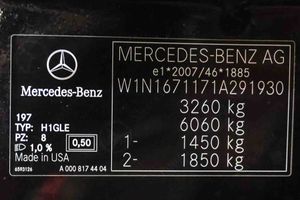 MERCEDES-BENZ AG
e1*2007/46*1885
W1N1671171A291930
3260 kg
6060 kg
1- 1450 kg
2- 1850 kg
Mercedes-Benz
197
TYP: H1GLE
PZ: 8
1,0 % 0,50
Made in USA
6593126 A 000 817 44 04